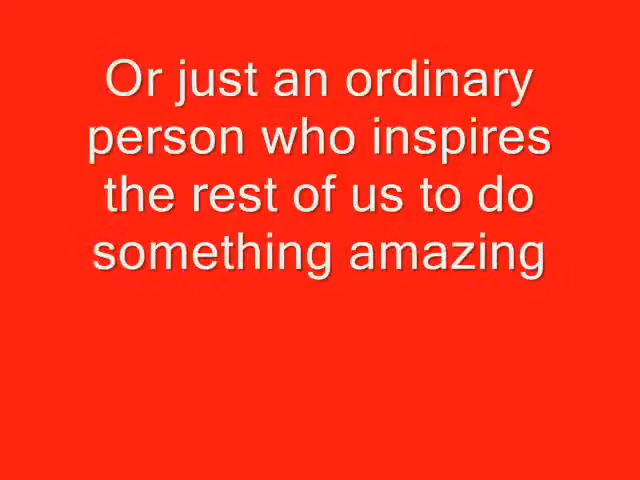 Or just an ordinary
person who inspires
the rest of us to do
something amazing